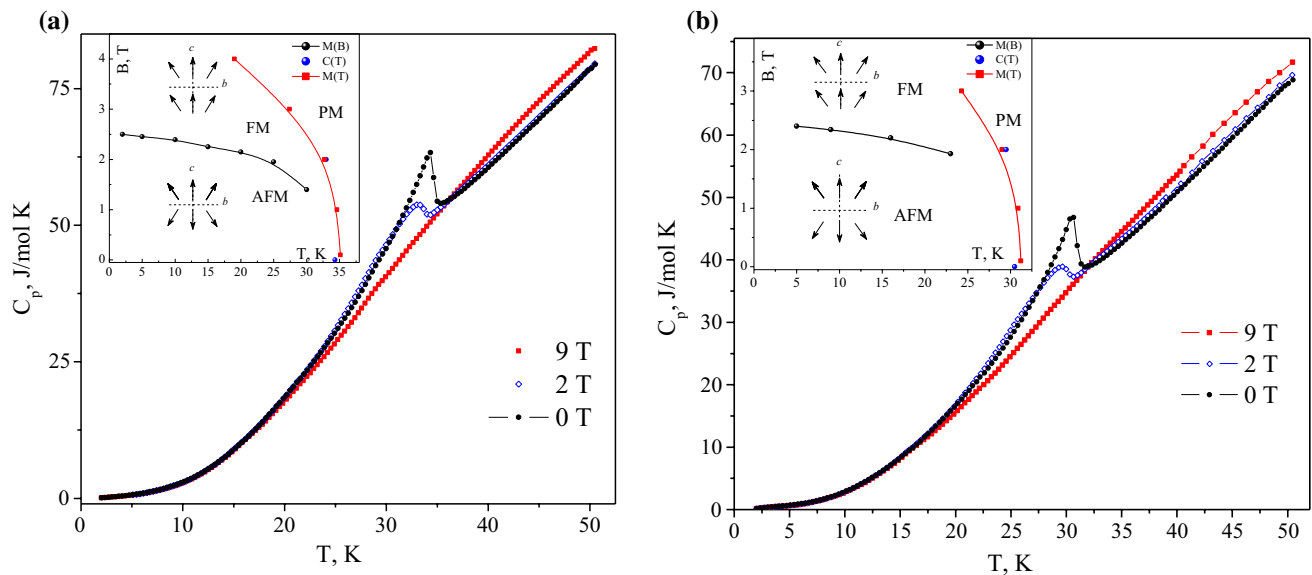 (a)
C_p, J/mol K
75
50
25
0
0
10
20
30
40
50
T, K
9 T
2 T
0 T
B, T
4
3
2
1
0
0
5
10
15
20
25
30
35
T, K
M(B)
C(T)
M(T)
c
b
PM
FM
c
b
AFM
(b)
C_p, J/mol K
70
60
50
40
30
20
10
0
0
5
10
15
20
25
30
35
40
45
50
T, K
9 T
2 T
0 T
B, T
3
2
1
0
0
5
10
15
20
25
30
T, K
M(B)
C(T)
M(T)
c
b
FM
PM
c
b
AFM